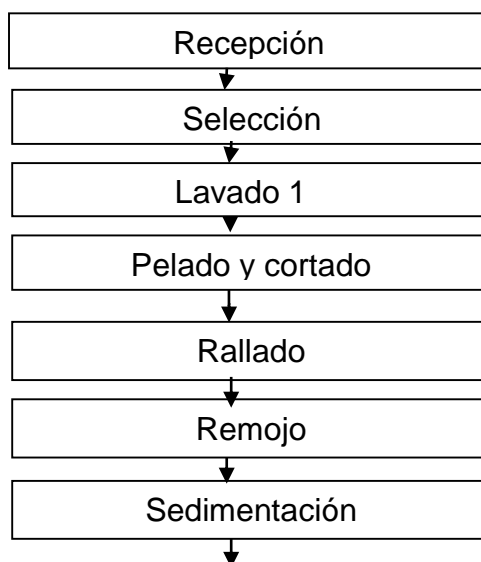 Recepción
Selección
Lavado 1
Pelado y cortado
Rallado
Remojo
Sedimentación